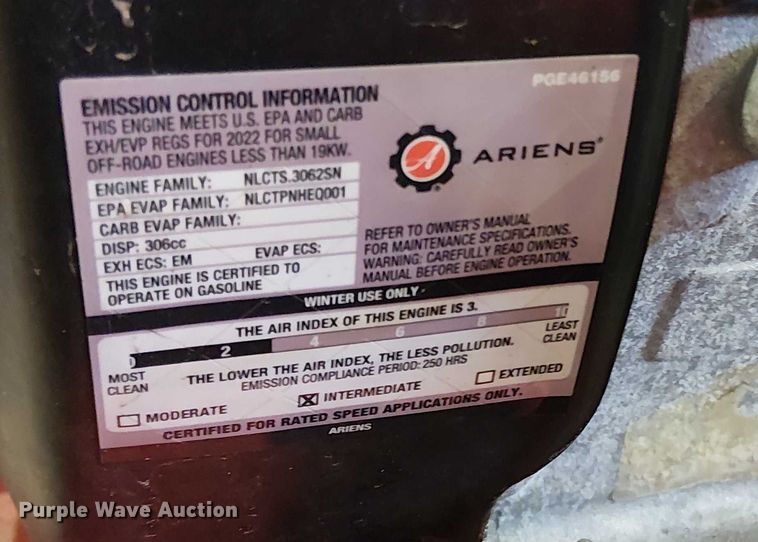 PGE46156
EMISSION CONTROL INFORMATION
THIS ENGINE MEETS U.S. EPA AND CARB
EXH/EVP REGS FOR 2022 FOR SMALL
OFF-ROAD ENGINES LESS THAN 19KW.
ARIENS®
ENGINE FAMILY: NLCTS.3062SN
EPA EVAP FAMILY: NLCTPNHEQ001
CARB EVAP FAMILY:
DISP: 306cc
EXH ECS: EM EVAP ECS:
THIS ENGINE IS CERTIFIED TO
OPERATE ON GASOLINE
REFER TO OWNER'S MANUAL
FOR MAINTENANCE SPECIFICATIONS.
WARNING: CAREFULLY READ OWNER'S
MANUAL BEFORE ENGINE OPERATION.
WINTER USE ONLY
THE AIR INDEX OF THIS ENGINE IS 3.
0 2 4 6 8 10
MOST
CLEAN
LEAST
CLEAN
THE LOWER THE AIR INDEX, THE LESS POLLUTION.
EMISSION COMPLIANCE PERIOD: 250 HRS
MODERATE INTERMEDIATE EXTENDED
CERTIFIED FOR RATED SPEED APPLICATIONS ONLY.
ARIENS
Purple Wave Auction